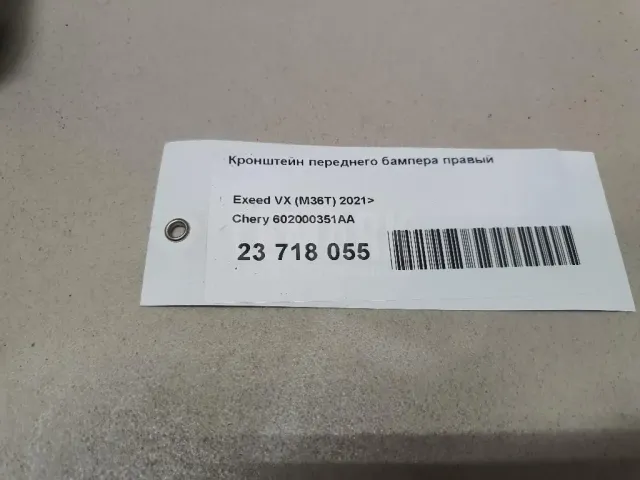 Кронштейн переднего бампера правый
Exeed VX (M36T) 2021>
Chery 602000351AA
23 718 055